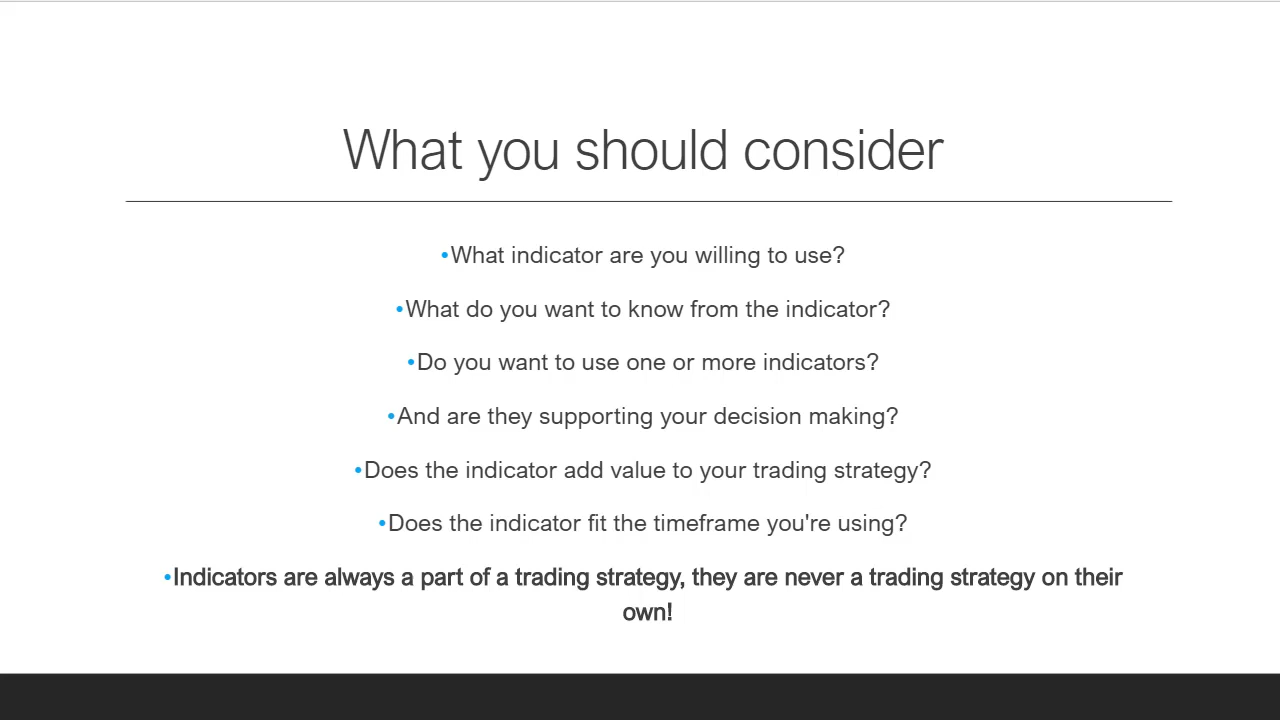 What you should consider
•What indicator are you willing to use?
•What do you want to know from the indicator?
•Do you want to use one or more indicators?
•And are they supporting your decision making?
•Does the indicator add value to your trading strategy?
•Does the indicator fit the timeframe you're using?
•Indicators are always a part of a trading strategy, they are never a trading strategy on their
own!